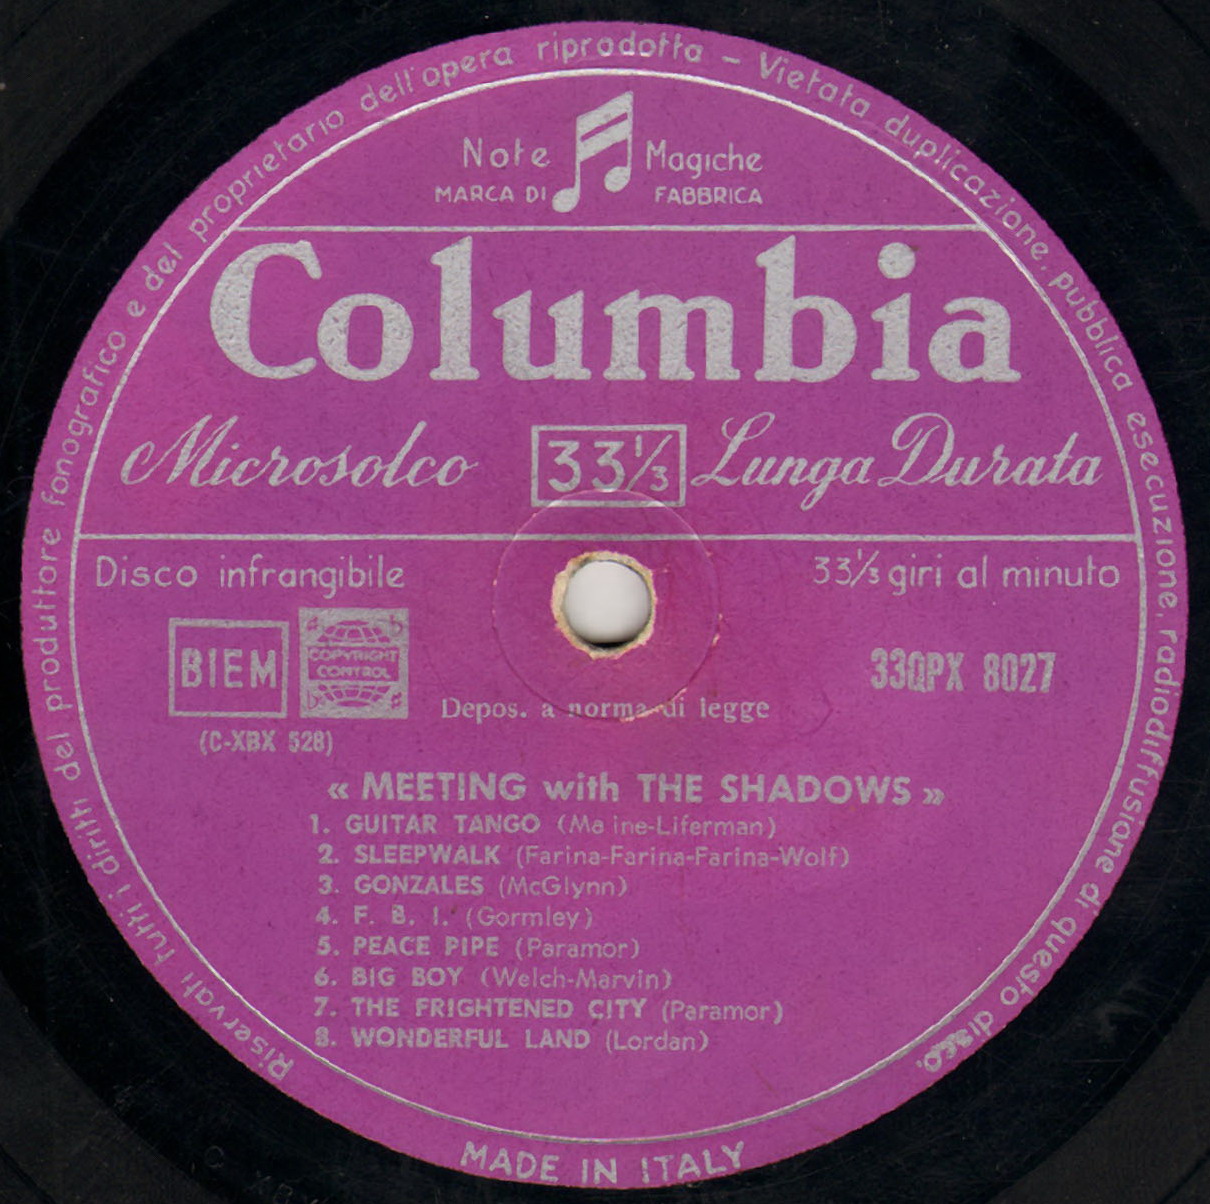 Riservati tutti i diritti del produttore fonografico e del proprietario dell'opera riprodotta - Vietata duplicazione, pubblica esecuzione, radiodiffusione di questo disco.
Note Magiche
MARCA DI FABBRICA
Columbia
Microsolco 33⅓ Lunga Durata
Disco infrangibile 33⅓ giri al minuto
BIEM
COPYRIGHT
CONTROL
33QPX 8027
Depos. a norma di legge
(C-XBX 528)
« MEETING with THE SHADOWS »
1. GUITAR TANGO (Ma ine-Liferman)
2. SLEEPWALK (Farina-Farina-Farina-Wolf)
3. GONZALES (McGlynn)
4. F. B. I. (Gormley)
5. PEACE PIPE (Paramor)
6. BIG BOY (Welch-Marvin)
7. THE FRIGHTENED CITY (Paramor)
8. WONDERFUL LAND (Lordan)
MADE IN ITALY